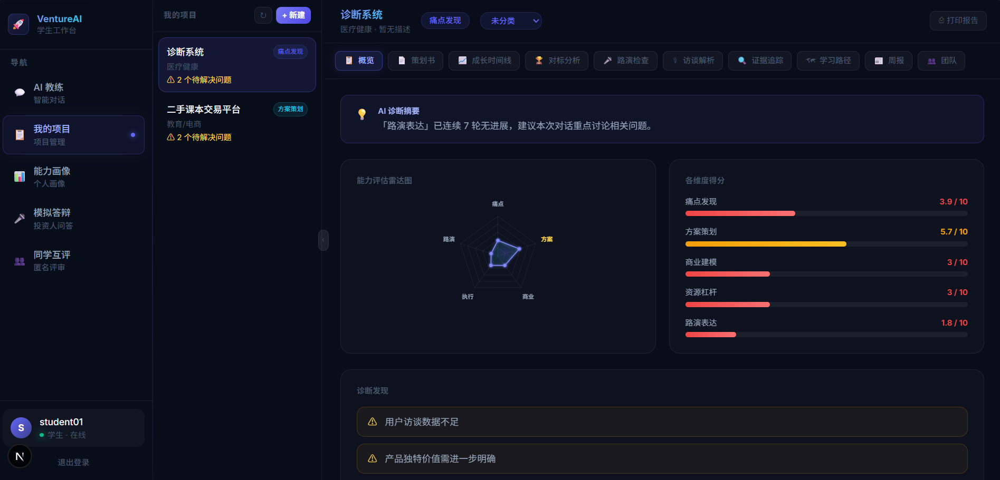 VentureAI
学生工作台
导航
AI 教练
智能对话
我的项目
项目管理
能力画像
个人画像
模拟答辩
投资人问答
同学互评
匿名评审
S
student01
学生 · 在线
N
退出登录
我的项目
↻
+ 新建
诊断系统
痛点发现
医疗健康
⚠ 2 个待解决问题
二手课本交易平台
方案策划
教育/电商
⚠ 2 个待解决问题
诊断系统
医疗健康 · 暂无描述
痛点发现
未分类
打印报告
概览
策划书
成长时间线
对标分析
路演检查
访谈解析
证据追踪
学习路径
周报
团队
AI 诊断摘要
「路演表达」已连续 7 轮无进展，建议本次对话重点讨论相关问题。
能力评估雷达图
痛点
方案
商业
执行
路演
各维度得分
痛点发现 3.9 / 10
方案策划 5.7 / 10
商业建模 3 / 10
资源杠杆 3 / 10
路演表达 1.8 / 10
诊断发现
⚠ 用户访谈数据不足
⚠ 产品独特价值需进一步明确